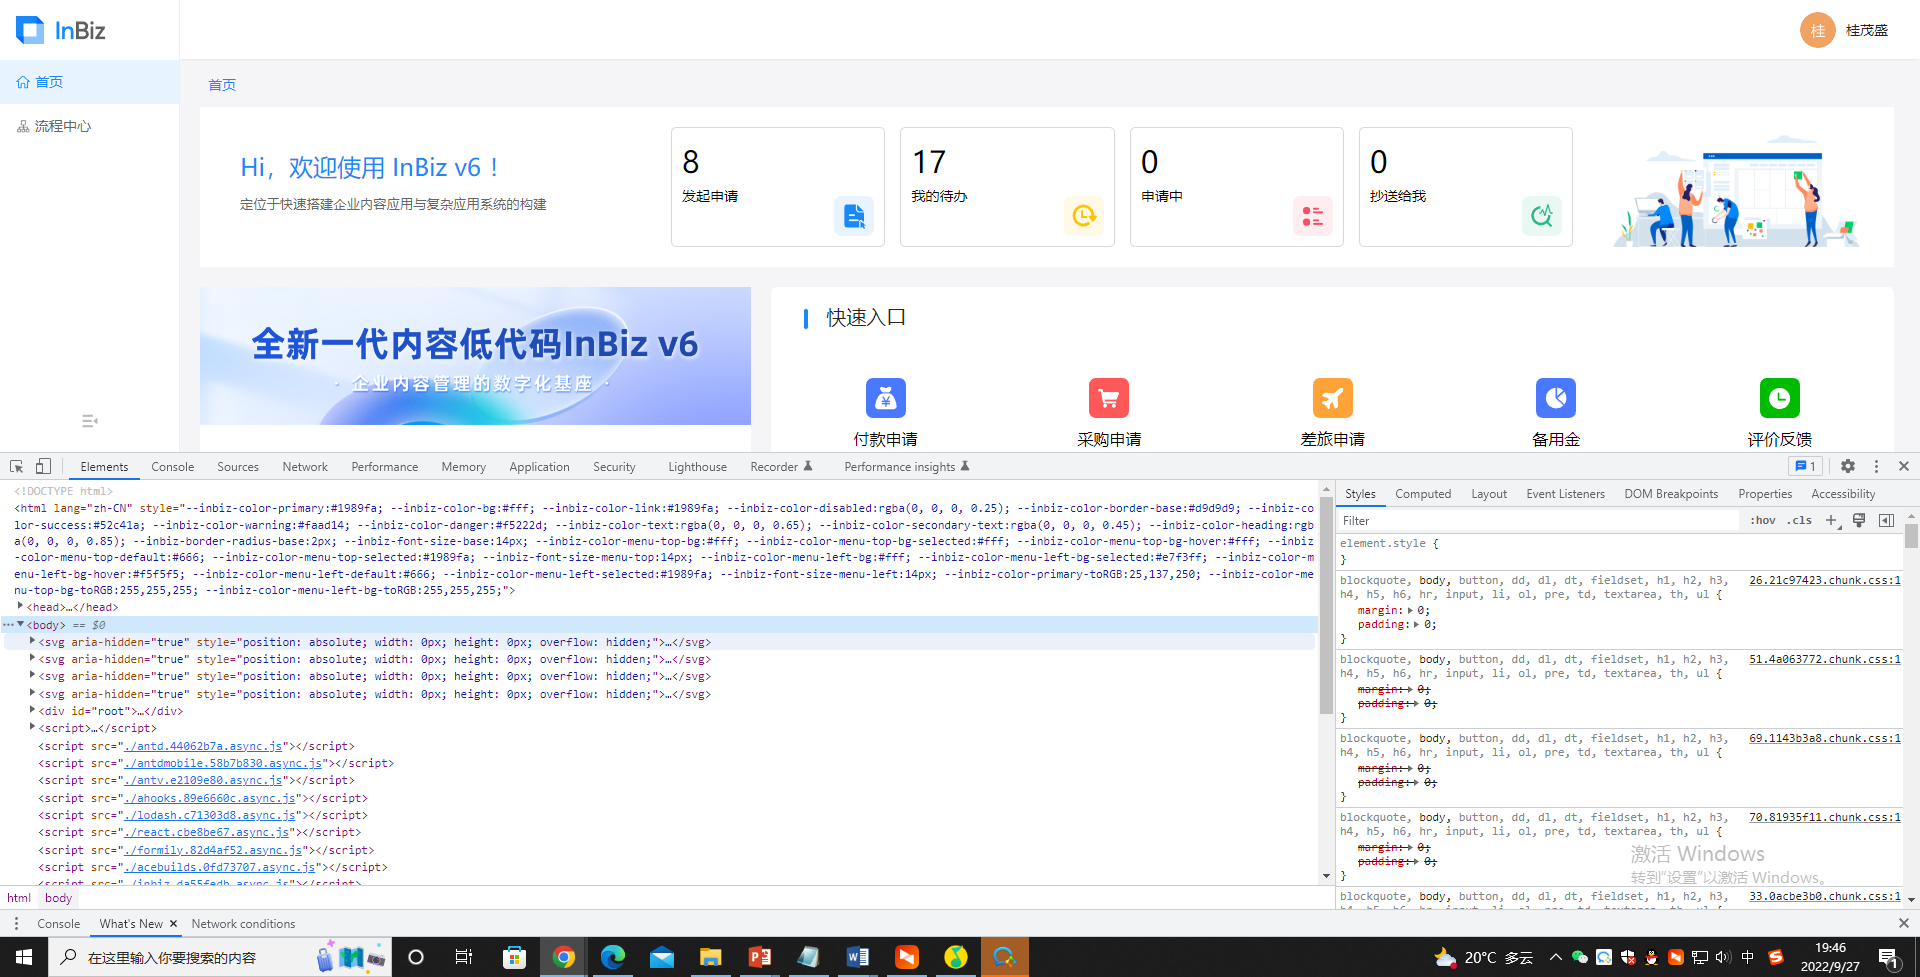 InBiz
桂 桂茂盛
首页
流程中心
首页
Hi，欢迎使用 InBiz v6！
定位于快速搭建企业内容应用与复杂应用系统的构建
8
发起申请
17
我的待办
0
申请中
0
抄送给我
全新一代内容低代码InBiz v6
· 企业内容管理的数字化基座 ·
快速入口
付款申请 采购申请 差旅申请 备用金 评价反馈
Elements Console Sources Network Performance Memory Application Security Lighthouse Recorder Performance insights 1
<!DOCTYPE html>
<html lang="zh-CN" style="--inbiz-color-primary:#1989fa; --inbiz-color-bg:#fff; --inbiz-color-link:#1989fa; --inbiz-color-disabled:rgba(0, 0, 0, 0.25); --inbiz-color-border-base:#d9d9d9; --inbiz-co
lor-success:#52c41a; --inbiz-color-warning:#faad14; --inbiz-color-danger:#f5222d; --inbiz-color-text:rgba(0, 0, 0, 0.65); --inbiz-color-secondary-text:rgba(0, 0, 0, 0.45); --inbiz-color-heading:rgb
a(0, 0, 0, 0.85); --inbiz-border-radius-base:2px; --inbiz-font-size-base:14px; --inbiz-color-menu-top-bg:#fff; --inbiz-color-menu-top-bg-selected:#fff; --inbiz-color-menu-top-bg-hover:#fff; --inbiz
-color-menu-top-default:#666; --inbiz-color-menu-top-selected:#1989fa; --inbiz-font-size-menu-top:14px; --inbiz-color-menu-left-bg:#fff; --inbiz-color-menu-left-bg-selected:#e7f3ff; --inbiz-color-m
enu-left-bg-hover:#f5f5f5; --inbiz-color-menu-left-default:#666; --inbiz-color-menu-left-selected:#1989fa; --inbiz-font-size-menu-left:14px; --inbiz-color-primary-toRGB:25,137,250; --inbiz-color-me
nu-top-bg-toRGB:255,255,255; --inbiz-color-menu-left-bg-toRGB:255,255,255;">
<head>…</head>
<body> == $0
<svg aria-hidden="true" style="position: absolute; width: 0px; height: 0px; overflow: hidden;">…</svg>
<svg aria-hidden="true" style="position: absolute; width: 0px; height: 0px; overflow: hidden;">…</svg>
<svg aria-hidden="true" style="position: absolute; width: 0px; height: 0px; overflow: hidden;">…</svg>
<svg aria-hidden="true" style="position: absolute; width: 0px; height: 0px; overflow: hidden;">…</svg>
<div id="root">…</div>
<script>…</script>
<script src="./antd.44062b7a.async.js"></script>
<script src="./antdmobile.58b7b830.async.js"></script>
<script src="./antv.e2109e80.async.js"></script>
<script src="./ahooks.89e6660c.async.js"></script>
<script src="./lodash.c71303d8.async.js"></script>
<script src="./react.cbe8be67.async.js"></script>
<script src="./formily.82d4af52.async.js"></script>
<script src="./acebuilds.0fd73707.async.js"></script>
<script src="./inbiz.da55fedb.async.js"></script>
html body
Styles Computed Layout Event Listeners DOM Breakpoints Properties Accessibility
Filter :hov .cls
element.style {
}
blockquote, body, button, dd, dl, dt, fieldset, h1, h2, h3, 26.21c97423.chunk.css:1
h4, h5, h6, hr, input, li, ol, pre, td, textarea, th, ul {
margin: 0;
padding: 0;
}
blockquote, body, button, dd, dl, dt, fieldset, h1, h2, h3, 51.4a063772.chunk.css:1
h4, h5, h6, hr, input, li, ol, pre, td, textarea, th, ul {
margin: 0;
padding: 0;
}
blockquote, body, button, dd, dl, dt, fieldset, h1, h2, h3, 69.1143b3a8.chunk.css:1
h4, h5, h6, hr, input, li, ol, pre, td, textarea, th, ul {
margin: 0;
padding: 0;
}
blockquote, body, button, dd, dl, dt, fieldset, h1, h2, h3, 70.81935f11.chunk.css:1
h4, h5, h6, hr, input, li, ol, pre, td, textarea, th, ul {
margin: 0;
padding: 0;
}
blockquote, body, button, dd, dl, dt, fieldset, h1, h2, h3, 33.0acbe3b0.chunk.css:1
h4, h5, h6, hr, input, li, ol, pre, td, textarea, th, ul {
激活 Windows
转到"设置"以激活 Windows。
Console What's New Network conditions
在这里输入你要搜索的内容
20°C 多云 中 19:46
2022/9/27 1